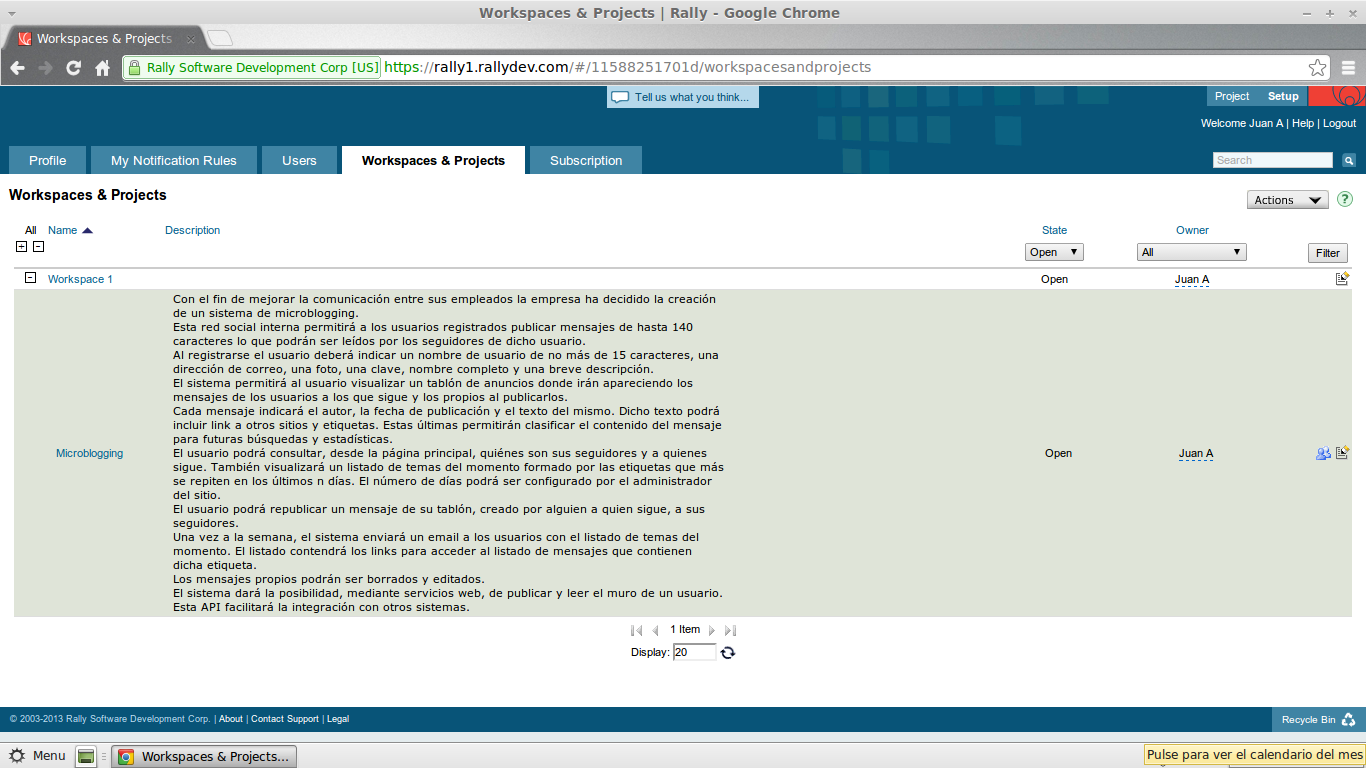 Workspaces & Projects | Rally - Google Chrome
Workspaces & Projects
Rally Software Development Corp [US] https://rally1.rallydev.com/#/11588251701d/workspacesandprojects
Tell us what you think...
Project Setup
Welcome Juan A | Help | Logout
Profile My Notification Rules Users Workspaces & Projects Subscription
Search
Workspaces & Projects
Actions
?
All Name Description State Owner
Open All Filter
Workspace 1 Open Juan A
Con el fin de mejorar la comunicación entre sus empleados la empresa ha decidido la creación
de un sistema de microblogging.
Esta red social interna permitirá a los usuarios registrados publicar mensajes de hasta 140
caracteres lo que podrán ser leídos por los seguidores de dicho usuario.
Al registrarse el usuario deberá indicar un nombre de usuario de no más de 15 caracteres, una
dirección de correo, una foto, una clave, nombre completo y una breve descripción.
El sistema permitirá al usuario visualizar un tablón de anuncios donde irán apareciendo los
mensajes de los usuarios a los que sigue y los propios al publicarlos.
Cada mensaje indicará el autor, la fecha de publicación y el texto del mismo. Dicho texto podrá
incluir link a otros sitios y etiquetas. Estas últimas permitirán clasificar el contenido del mensaje
para futuras búsquedas y estadísticas.
Microblogging El usuario podrá consultar, desde la página principal, quiénes son sus seguidores y a quienes Open Juan A
sigue. También visualizará un listado de temas del momento formado por las etiquetas que más
se repiten en los últimos n días. El número de días podrá ser configurado por el administrador
del sitio.
El usuario podrá republicar un mensaje de su tablón, creado por alguien a quien sigue, a sus
seguidores.
Una vez a la semana, el sistema enviará un email a los usuarios con el listado de temas del
momento. El listado contendrá los links para acceder al listado de mensajes que contienen
dicha etiqueta.
Los mensajes propios podrán ser borrados y editados.
El sistema dará la posibilidad, mediante servicios web, de publicar y leer el muro de un usuario.
Esta API facilitará la integración con otros sistemas.
1 Item
Display: 20
© 2003-2013 Rally Software Development Corp. | About | Contact Support | Legal
Recycle Bin
Menu Workspaces & Projects...
Pulse para ver el calendario del mes